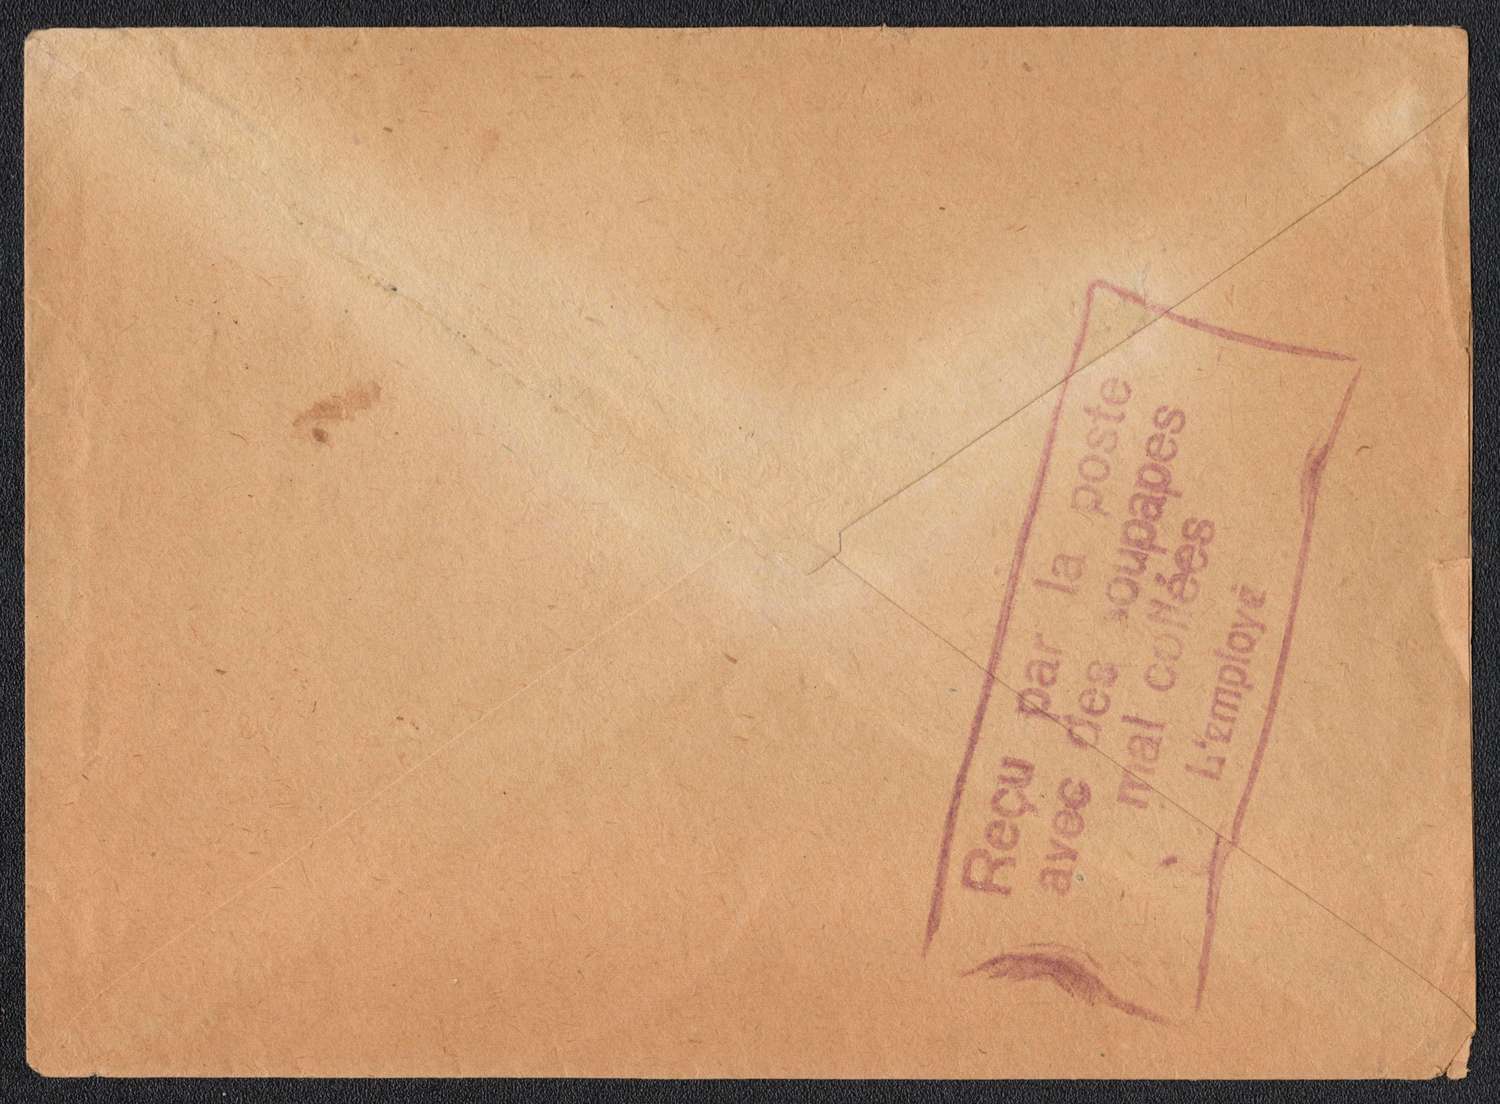 Reçu par la poste
avec des soupapes
mal collées
L'employé